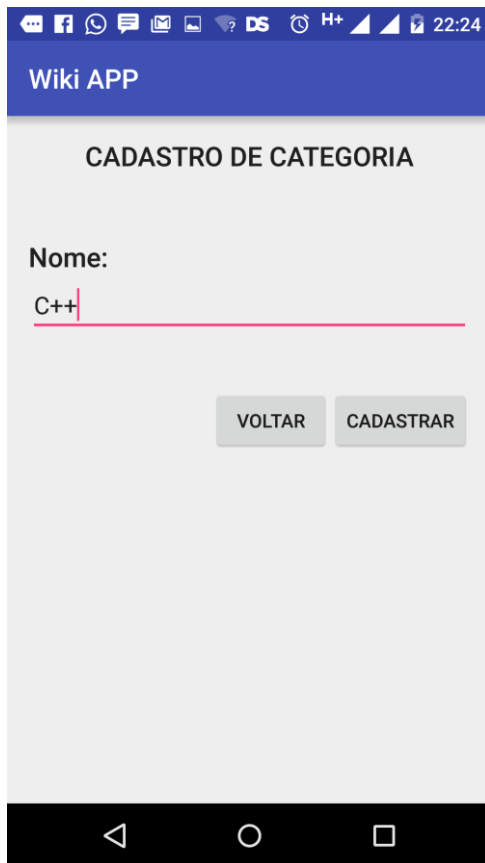 DS H+ 22:24
Wiki APP
CADASTRO DE CATEGORIA
Nome:
C++
VOLTAR CADASTRAR